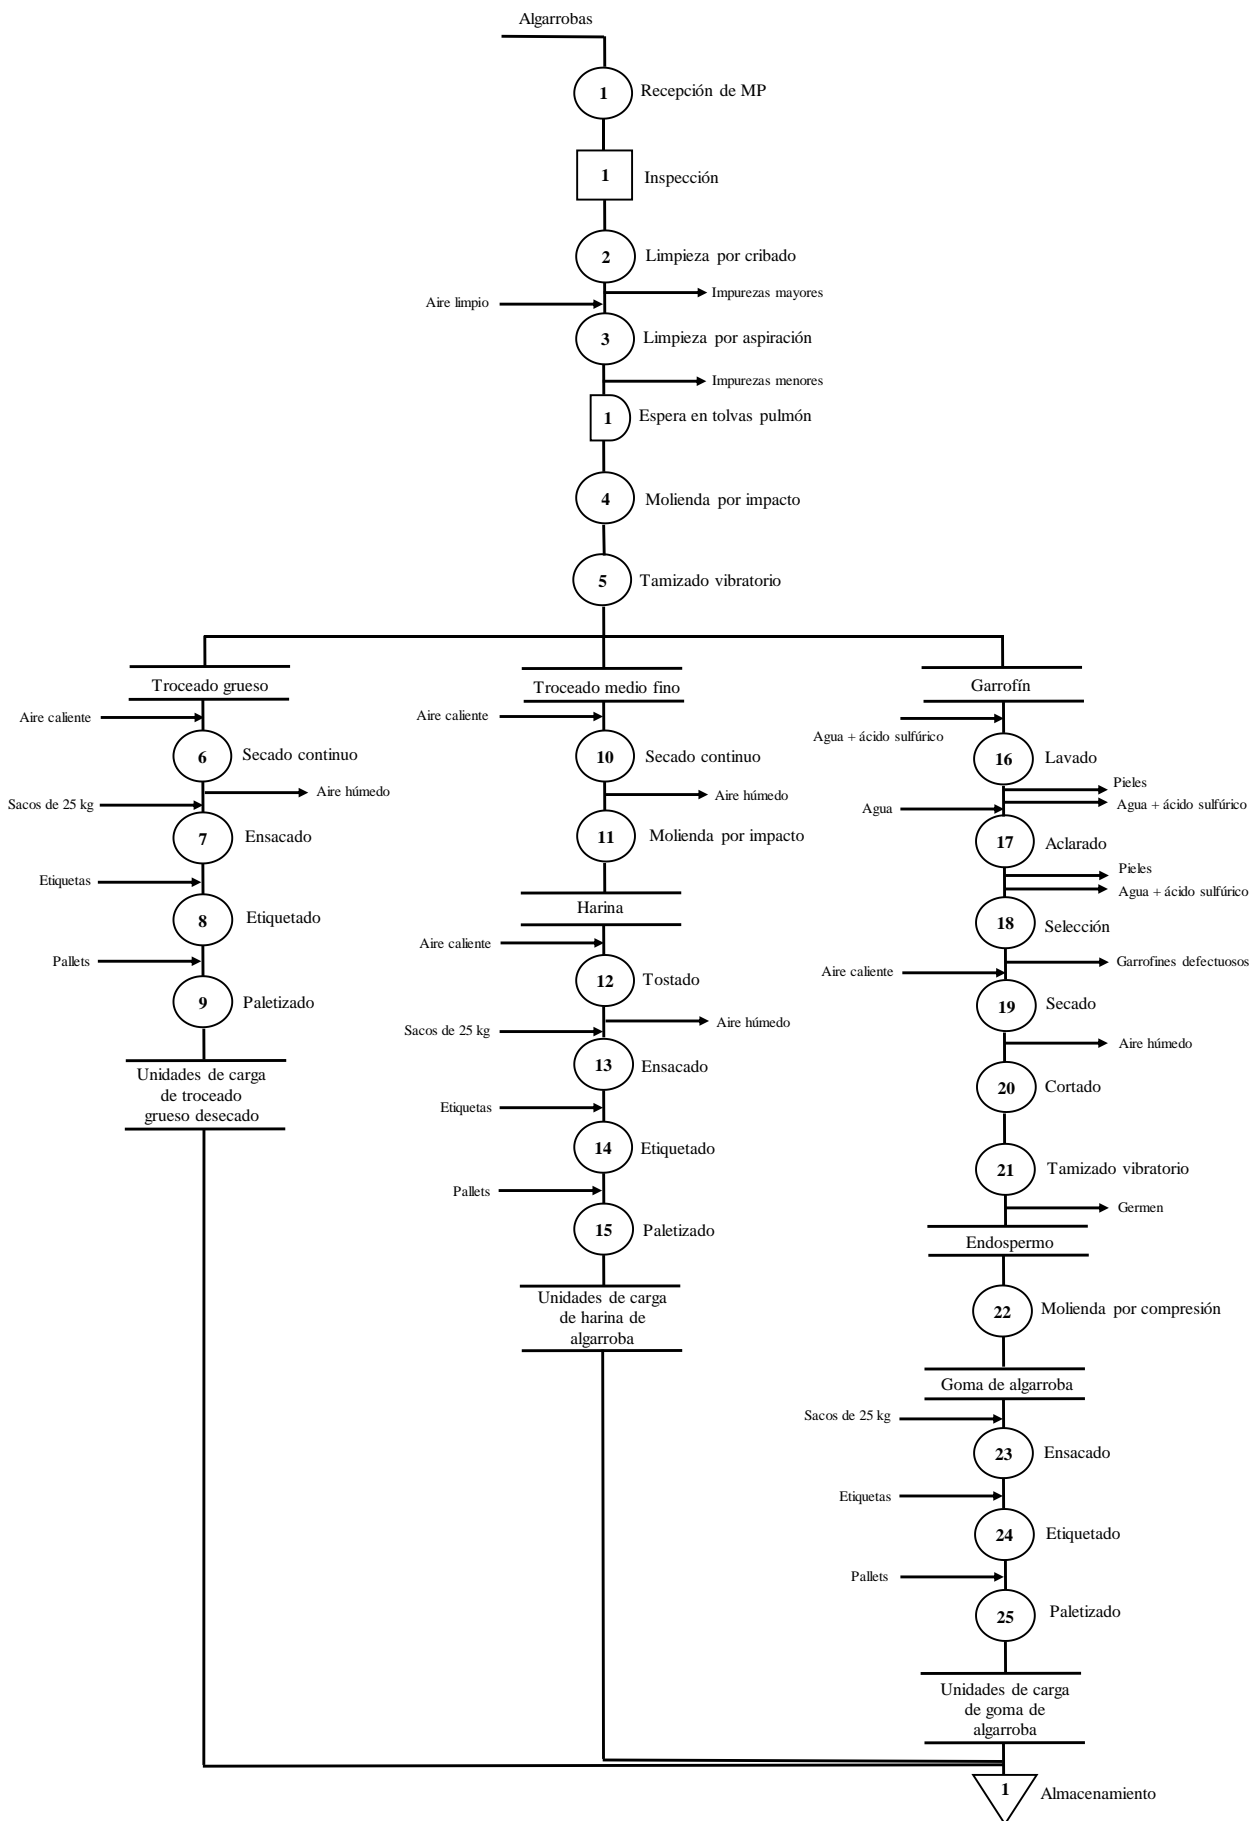 Algarrobas
1 Recepción de MP
1 Inspección
2 Limpieza por cribado
Impurezas mayores
Aire limpio
3 Limpieza por aspiración
Impurezas menores
1 Espera en tolvas pulmón
4 Molienda por impacto
5 Tamizado vibratorio
Troceado grueso
Aire caliente
6 Secado continuo
Aire húmedo
Sacos de 25 kg
7 Ensacado
Etiquetas
8 Etiquetado
Pallets
9 Paletizado
Unidades de carga
de troceado
grueso desecado
Troceado medio fino
Aire caliente
10 Secado continuo
Aire húmedo
11 Molienda por impacto
Harina
Aire caliente
12 Tostado
Aire húmedo
Sacos de 25 kg
13 Ensacado
Etiquetas
14 Etiquetado
Pallets
15 Paletizado
Unidades de carga
de harina de
algarroba
Garrofín
Agua + ácido sulfúrico
16 Lavado
Pieles
Agua + ácido sulfúrico
Agua
17 Aclarado
Pieles
Agua + ácido sulfúrico
18 Selección
Garrofines defectuosos
Aire caliente
19 Secado
Aire húmedo
20 Cortado
21 Tamizado vibratorio
Germen
Endospermo
22 Molienda por compresión
Goma de algarroba
Sacos de 25 kg
23 Ensacado
Etiquetas
24 Etiquetado
Pallets
25 Paletizado
Unidades de carga
de goma de
algarroba
1 Almacenamiento